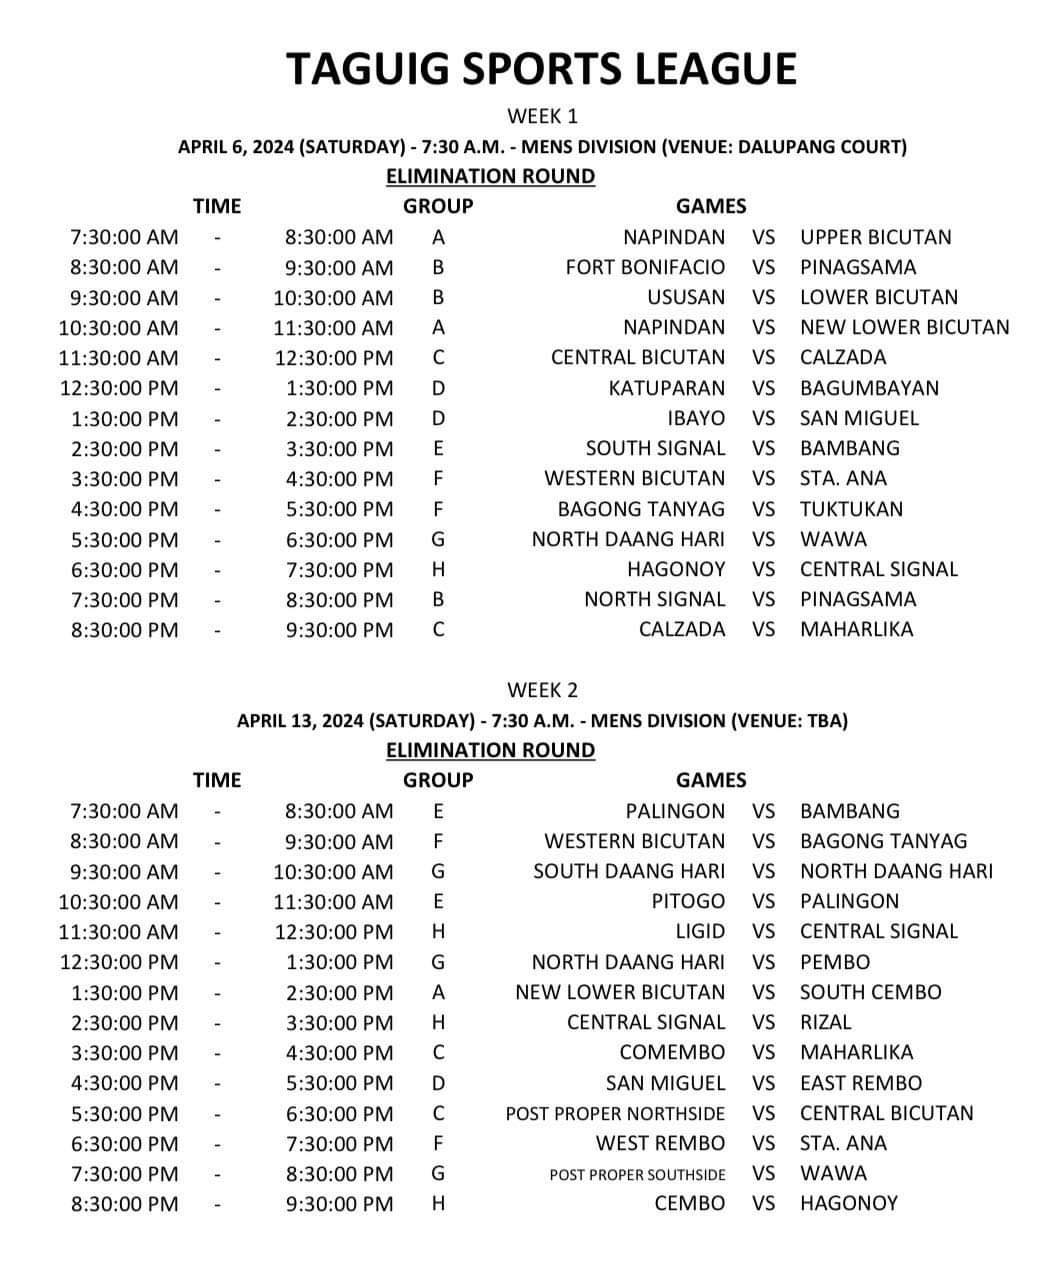 TAGUIG SPORTS LEAGUE
WEEK 1
APRIL 6, 2024 (SATURDAY) - 7:30 A.M. - MENS DIVISION (VENUE: DALUPANG COURT)
ELIMINATION ROUND
TIME GROUP GAMES
7:30:00 AM - 8:30:00 AM A NAPINDAN VS UPPER BICUTAN
8:30:00 AM - 9:30:00 AM B FORT BONIFACIO VS PINAGSAMA
9:30:00 AM - 10:30:00 AM B USUSAN VS LOWER BICUTAN
10:30:00 AM - 11:30:00 AM A NAPINDAN VS NEW LOWER BICUTAN
11:30:00 AM - 12:30:00 PM C CENTRAL BICUTAN VS CALZADA
12:30:00 PM - 1:30:00 PM D KATUPARAN VS BAGUMBAYAN
1:30:00 PM - 2:30:00 PM D IBAYO VS SAN MIGUEL
2:30:00 PM - 3:30:00 PM E SOUTH SIGNAL VS BAMBANG
3:30:00 PM - 4:30:00 PM F WESTERN BICUTAN VS STA. ANA
4:30:00 PM - 5:30:00 PM F BAGONG TANYAG VS TUKTUKAN
5:30:00 PM - 6:30:00 PM G NORTH DAANG HARI VS WAWA
6:30:00 PM - 7:30:00 PM H HAGONOY VS CENTRAL SIGNAL
7:30:00 PM - 8:30:00 PM B NORTH SIGNAL VS PINAGSAMA
8:30:00 PM - 9:30:00 PM C CALZADA VS MAHARLIKA
WEEK 2
APRIL 13, 2024 (SATURDAY) - 7:30 A.M. - MENS DIVISION (VENUE: TBA)
ELIMINATION ROUND
TIME GROUP GAMES
7:30:00 AM - 8:30:00 AM E PALINGON VS BAMBANG
8:30:00 AM - 9:30:00 AM F WESTERN BICUTAN VS BAGONG TANYAG
9:30:00 AM - 10:30:00 AM G SOUTH DAANG HARI VS NORTH DAANG HARI
10:30:00 AM - 11:30:00 AM E PITOGO VS PALINGON
11:30:00 AM - 12:30:00 PM H LIGID VS CENTRAL SIGNAL
12:30:00 PM - 1:30:00 PM G NORTH DAANG HARI VS PEMBO
1:30:00 PM - 2:30:00 PM A NEW LOWER BICUTAN VS SOUTH CEMBO
2:30:00 PM - 3:30:00 PM H CENTRAL SIGNAL VS RIZAL
3:30:00 PM - 4:30:00 PM C COMEMBO VS MAHARLIKA
4:30:00 PM - 5:30:00 PM D SAN MIGUEL VS EAST REMBO
5:30:00 PM - 6:30:00 PM C POST PROPER NORTHSIDE VS CENTRAL BICUTAN
6:30:00 PM - 7:30:00 PM F WEST REMBO VS STA. ANA
7:30:00 PM - 8:30:00 PM G POST PROPER SOUTHSIDE VS WAWA
8:30:00 PM - 9:30:00 PM H CEMBO VS HAGONOY